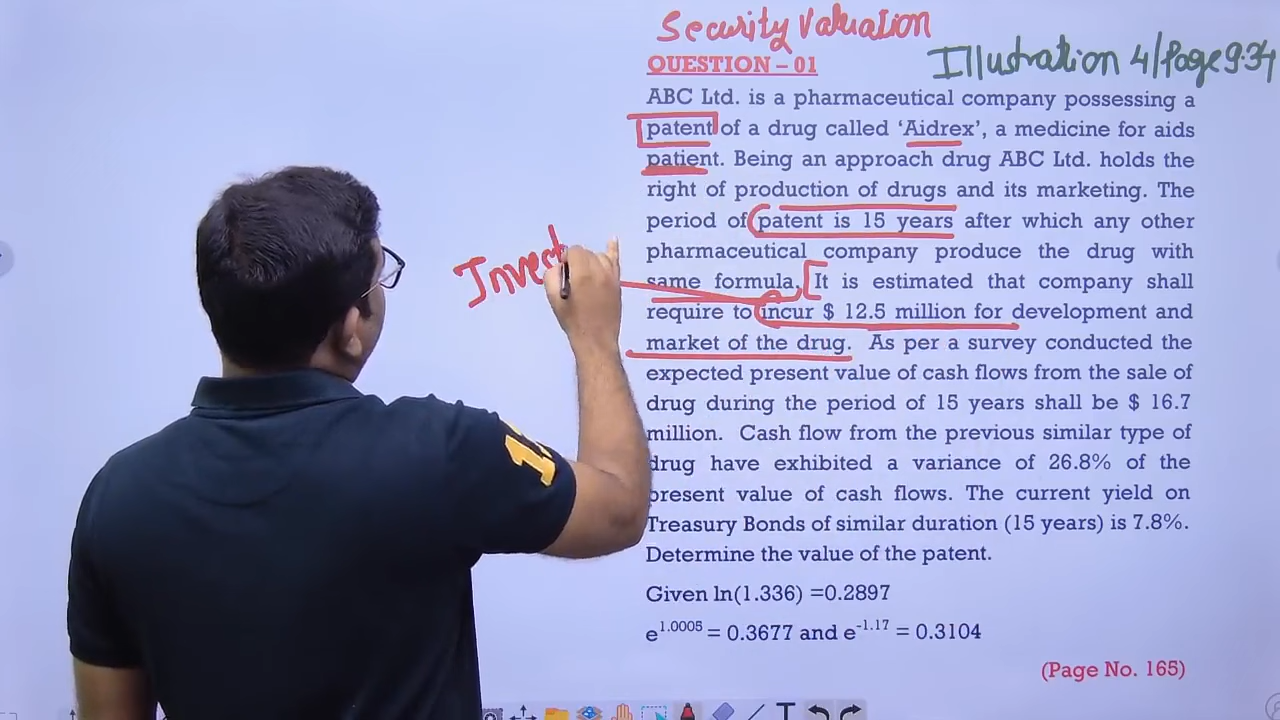 Security Valuation
QUESTION – 01
Illustration 4/Page 9.34
ABC Ltd. is a pharmaceutical company possessing a
patent of a drug called ‘Aidrex’, a medicine for aids
patient. Being an approach drug ABC Ltd. holds the
right of production of drugs and its marketing. The
period of patent is 15 years after which any other
pharmaceutical company produce the drug with
same formula. It is estimated that company shall
require to incur $ 12.5 million for development and
market of the drug. As per a survey conducted the
expected present value of cash flows from the sale of
drug during the period of 15 years shall be $ 16.7
million. Cash flow from the previous similar type of
drug have exhibited a variance of 26.8% of the
present value of cash flows. The current yield on
Treasury Bonds of similar duration (15 years) is 7.8%.
Determine the value of the patent.
Given ln(1.336) =0.2897
e^1.0005 = 0.3677 and e^-1.17 = 0.3104
(Page No. 165)
Invest
1
T